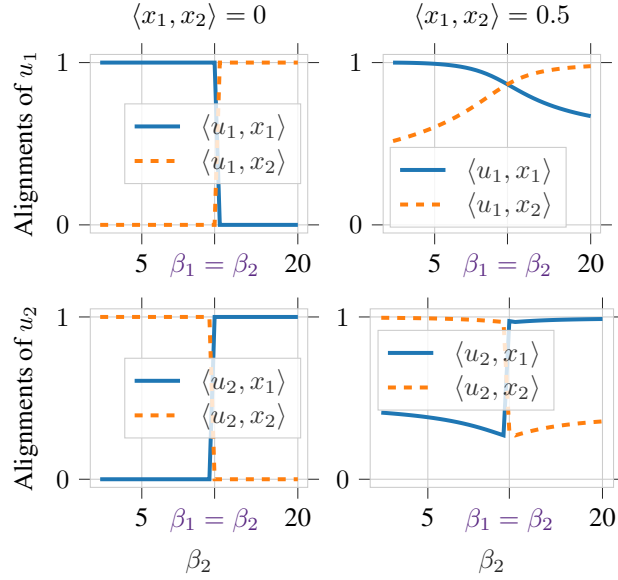 ⟨x₁, x₂⟩ = 0
⟨x₁, x₂⟩ = 0.5
Alignments of u₁
1
0
⟨u₁, x₁⟩
⟨u₁, x₂⟩
5
β₁ = β₂
20
1
0
⟨u₁, x₁⟩
⟨u₁, x₂⟩
5
β₁ = β₂
20
Alignments of u₂
1
0
⟨u₂, x₁⟩
⟨u₂, x₂⟩
5
β₁ = β₂
20
β₂
1
0
⟨u₂, x₁⟩
⟨u₂, x₂⟩
5
β₁ = β₂
20
β₂